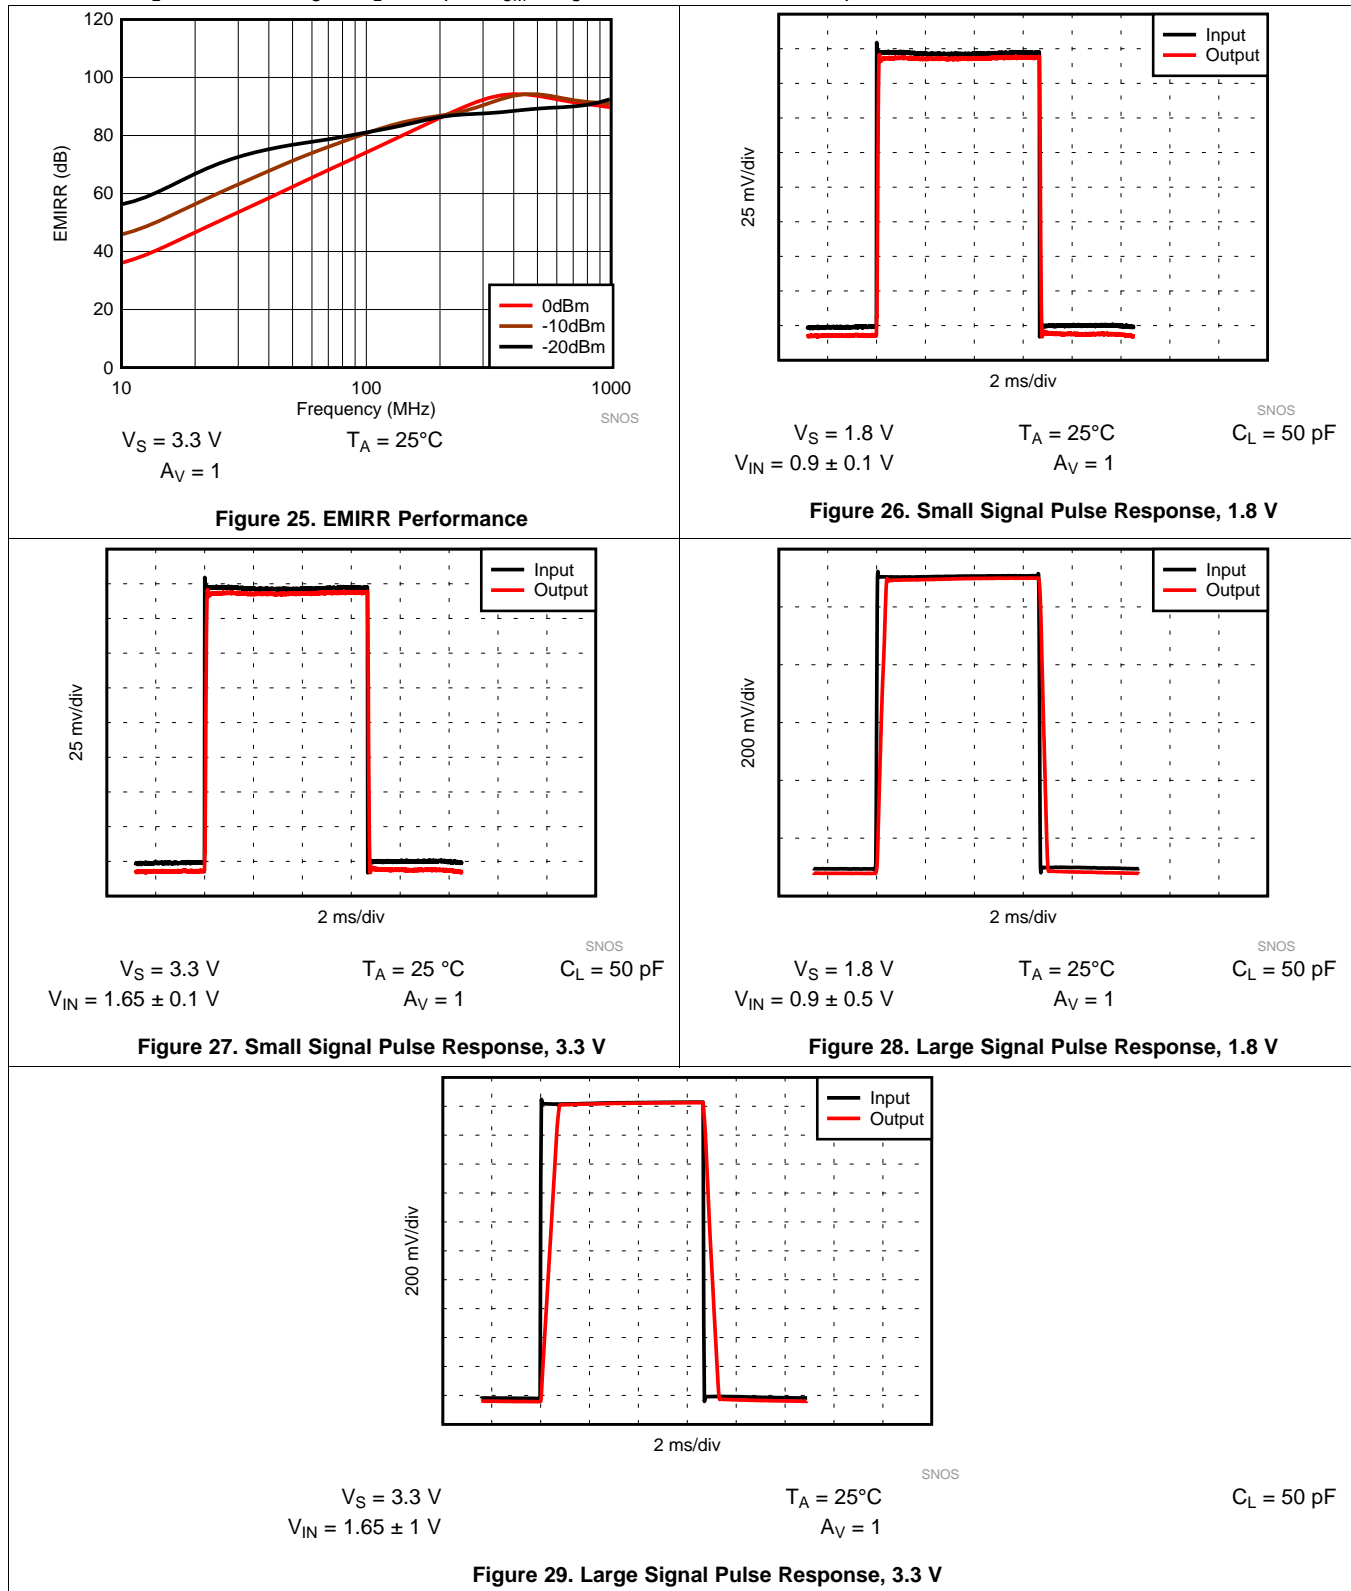 120
100
80
60
40
20
0
EMIRR (dB)
0dBm
-10dBm
-20dBm
10
100
1000
Frequency (MHz)
SNOS
VS = 3.3 V
TA = 25°C
AV = 1
Figure 25. EMIRR Performance
Input
Output
25 mV/div
2 ms/div
SNOS
VS = 1.8 V
TA = 25°C
CL = 50 pF
VIN = 0.9 ± 0.1 V
AV = 1
Figure 26. Small Signal Pulse Response, 1.8 V
Input
Output
25 mv/div
2 ms/div
SNOS
VS = 3.3 V
TA = 25 °C
CL = 50 pF
VIN = 1.65 ± 0.1 V
AV = 1
Figure 27. Small Signal Pulse Response, 3.3 V
Input
Output
200 mV/div
2 ms/div
SNOS
VS = 1.8 V
TA = 25°C
CL = 50 pF
VIN = 0.9 ± 0.5 V
AV = 1
Figure 28. Large Signal Pulse Response, 1.8 V
Input
Output
200 mV/div
2 ms/div
SNOS
VS = 3.3 V
TA = 25°C
CL = 50 pF
VIN = 1.65 ± 1 V
AV = 1
Figure 29. Large Signal Pulse Response, 3.3 V